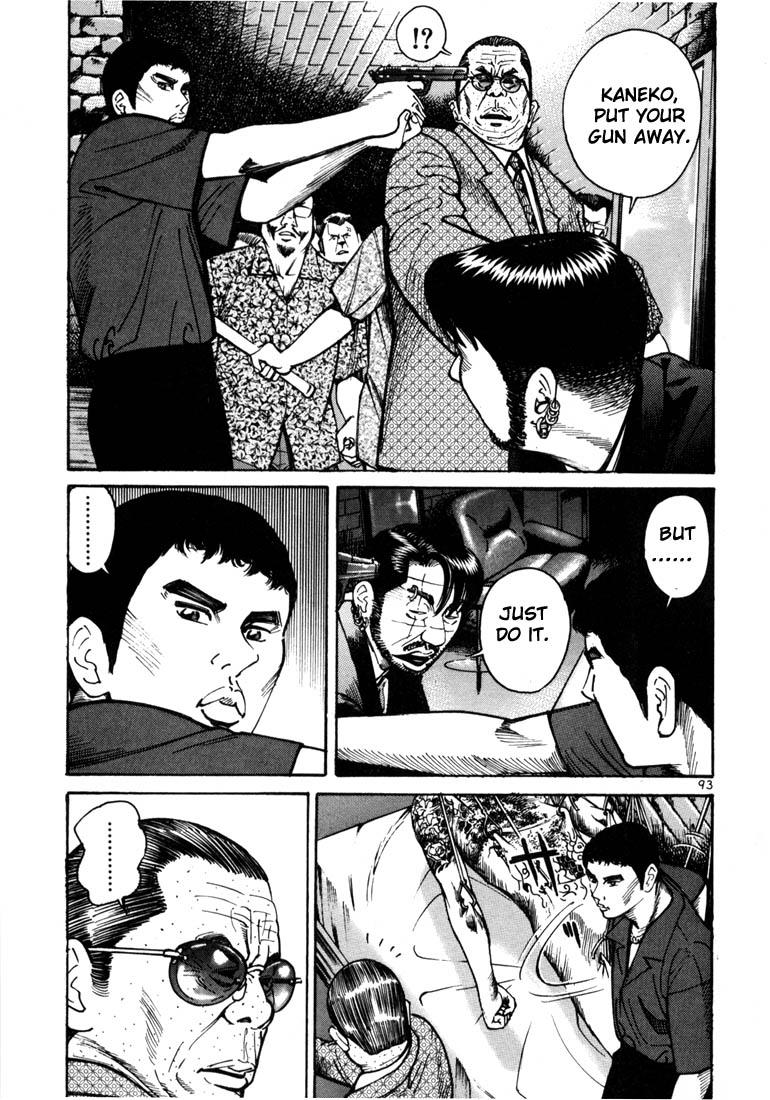 !?
KANEKO,
PUT YOUR
GUN AWAY.
BUT
......
JUST
DO IT.
.........
93
.........